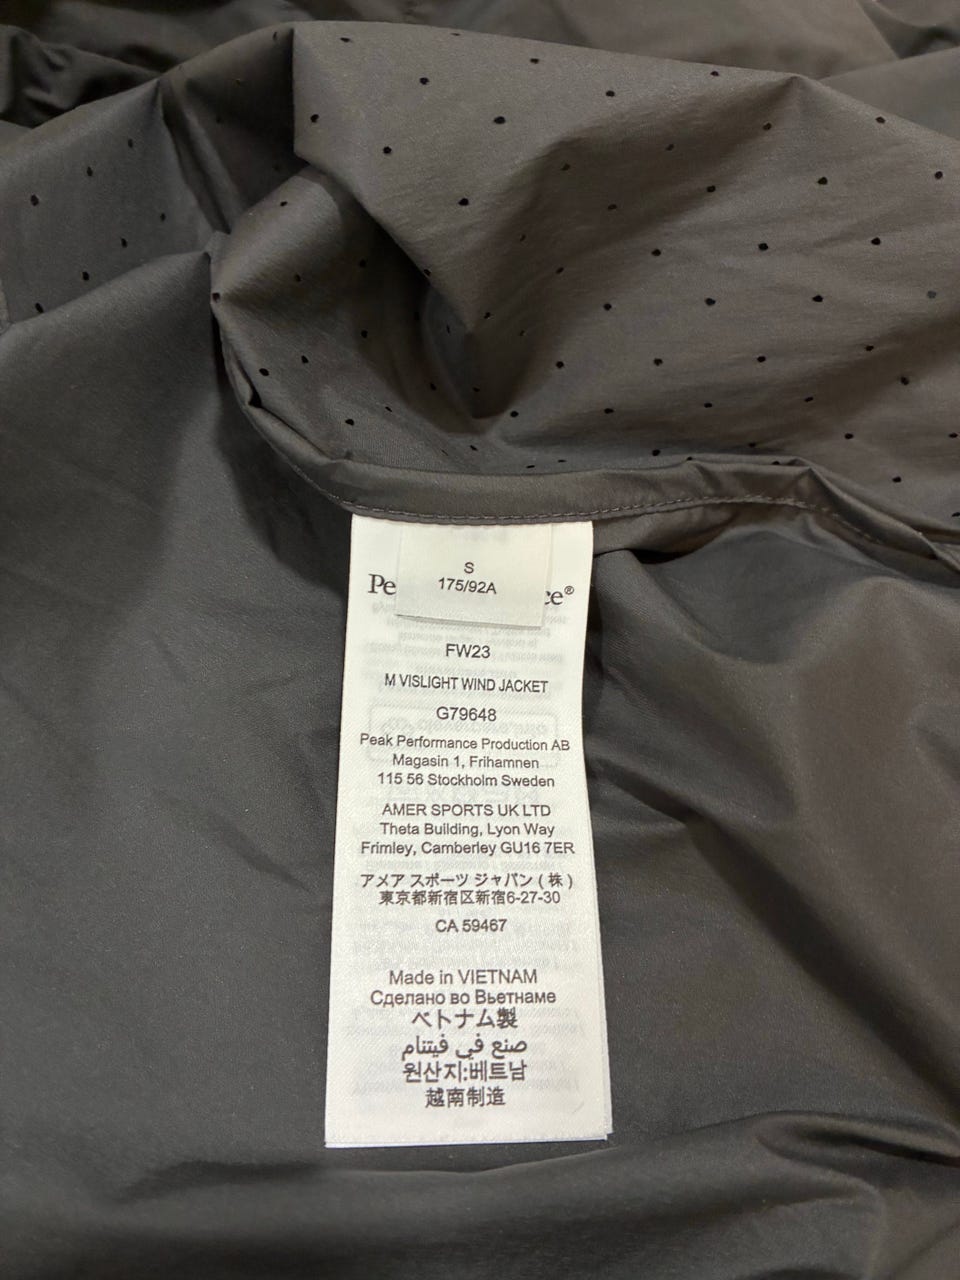 S
175/92A
Pe ce®
FW23
M VISLIGHT WIND JACKET
G79648
Peak Performance Production AB
Magasin 1, Frihamnen
115 56 Stockholm Sweden
AMER SPORTS UK LTD
Theta Building, Lyon Way
Frimley, Camberley GU16 7ER
アメア スポーツ ジャパン ( 株 )
東京都新宿区新宿6-27-30
CA 59467
Made in VIETNAM
Сделано во Вьетнаме
ベトナム製
صنع في فيتنام
원산지:베트남
越南制造